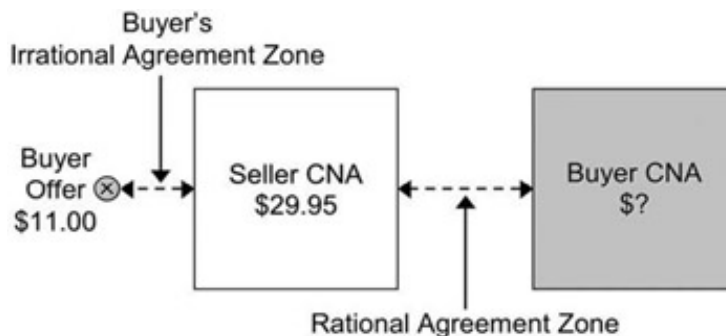 Buyer's
Irrational Agreement Zone
Buyer
Offer
$11.00
Seller CNA
$29.95
Buyer CNA
$?
Rational Agreement Zone